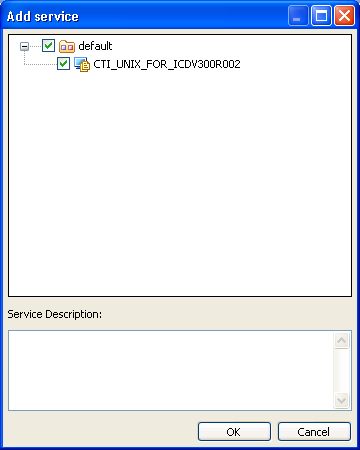 Add service
default
CTI_UNIX_FOR_ICDV300R002
Service Description:
OK
Cancel